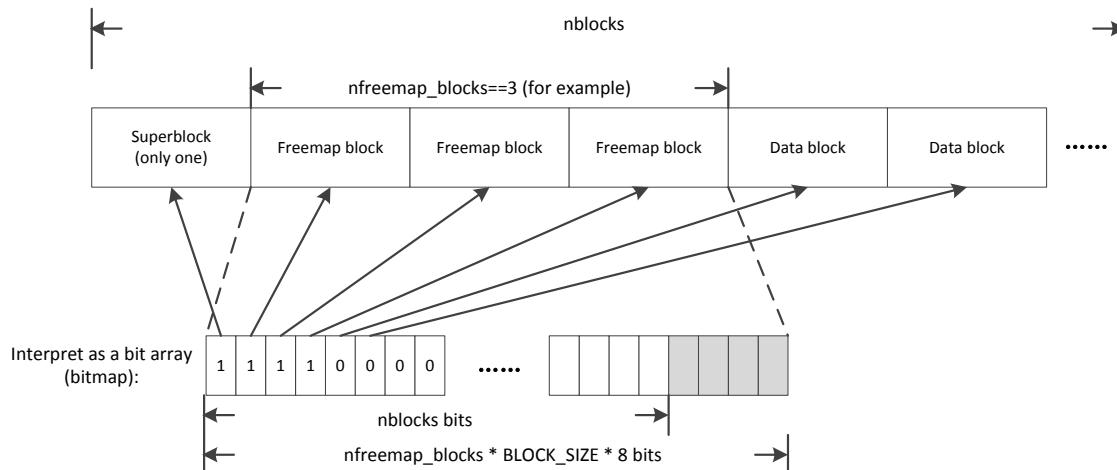 nblocks
nfreemap_blocks==3 (for example)
Superblock
(only one)
Freemap block
Freemap block
Freemap block
Data block
Data block
......
Interpret as a bit array
(bitmap):
1 1 1 1 0 0 0 0 ......
nblocks bits
nfreemap_blocks * BLOCK_SIZE * 8 bits